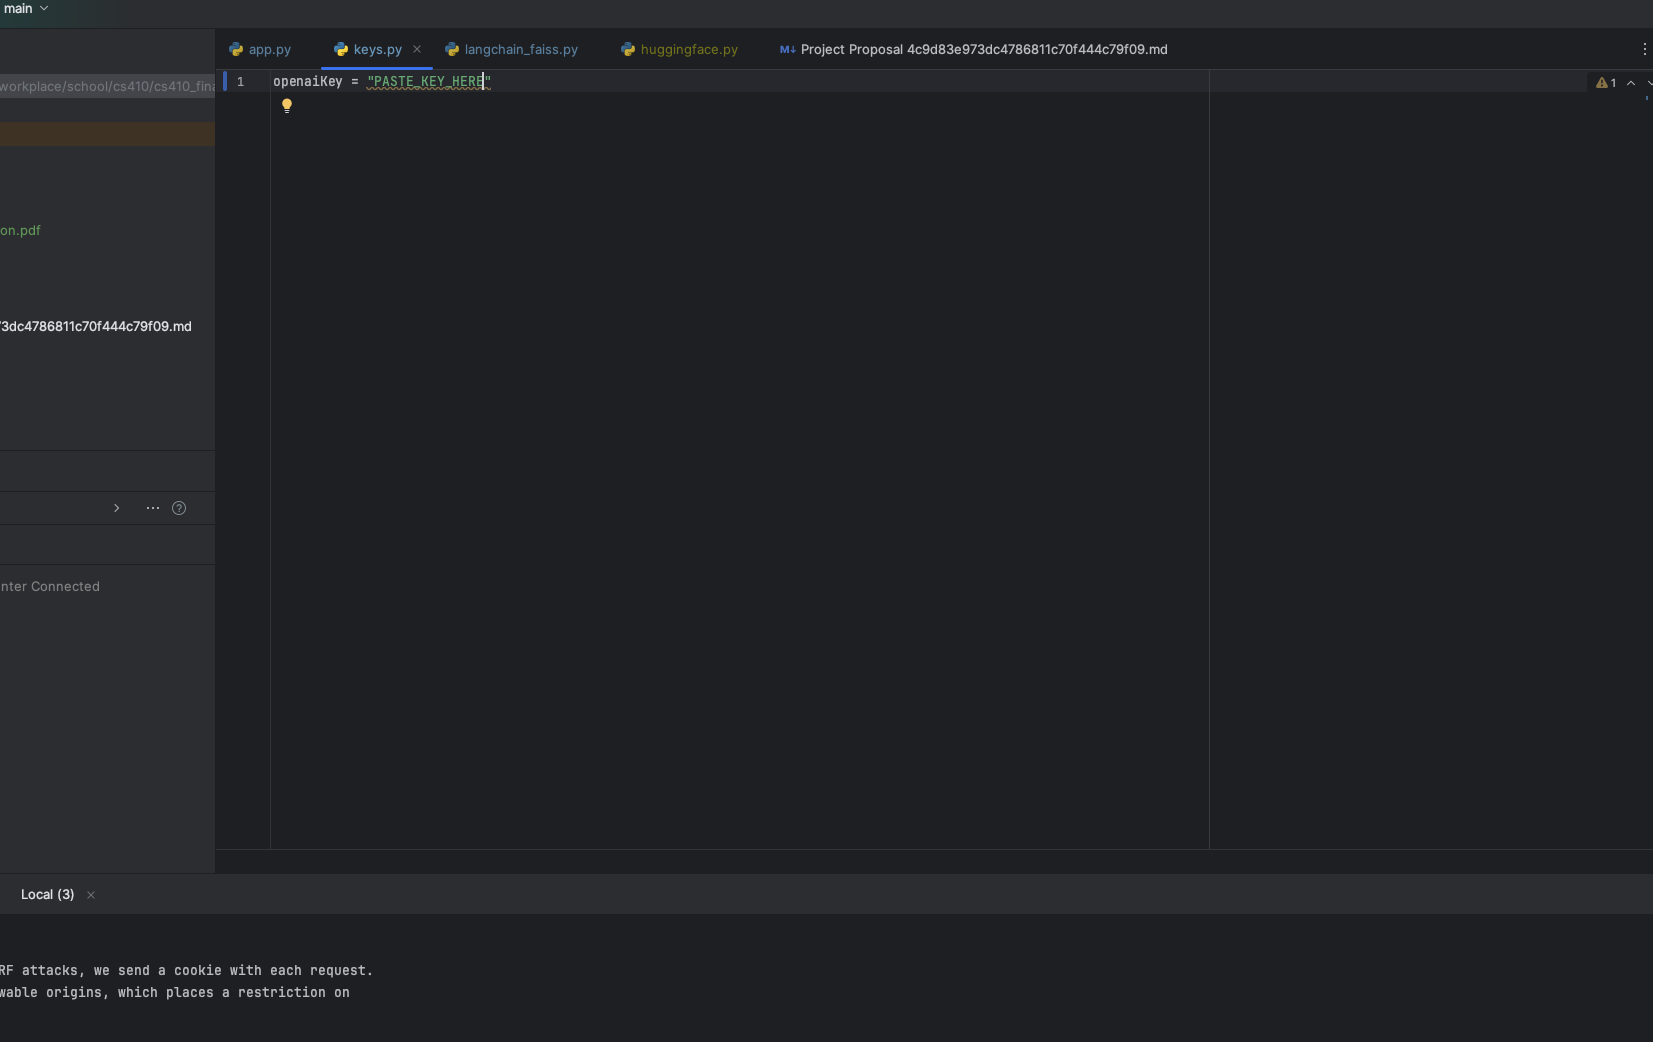 main
app.py
keys.py
langchain_faiss.py
huggingface.py
M↓ Project Proposal 4c9d83e973dc4786811c70f444c79f09.md
workplace/school/cs410/cs410_fina
1
openaiKey = "PASTE_KEY_HERE"
1
on.pdf
3dc4786811c70f444c79f09.md
nter Connected
Local (3)
RF attacks, we send a cookie with each request.
wable origins, which places a restriction on